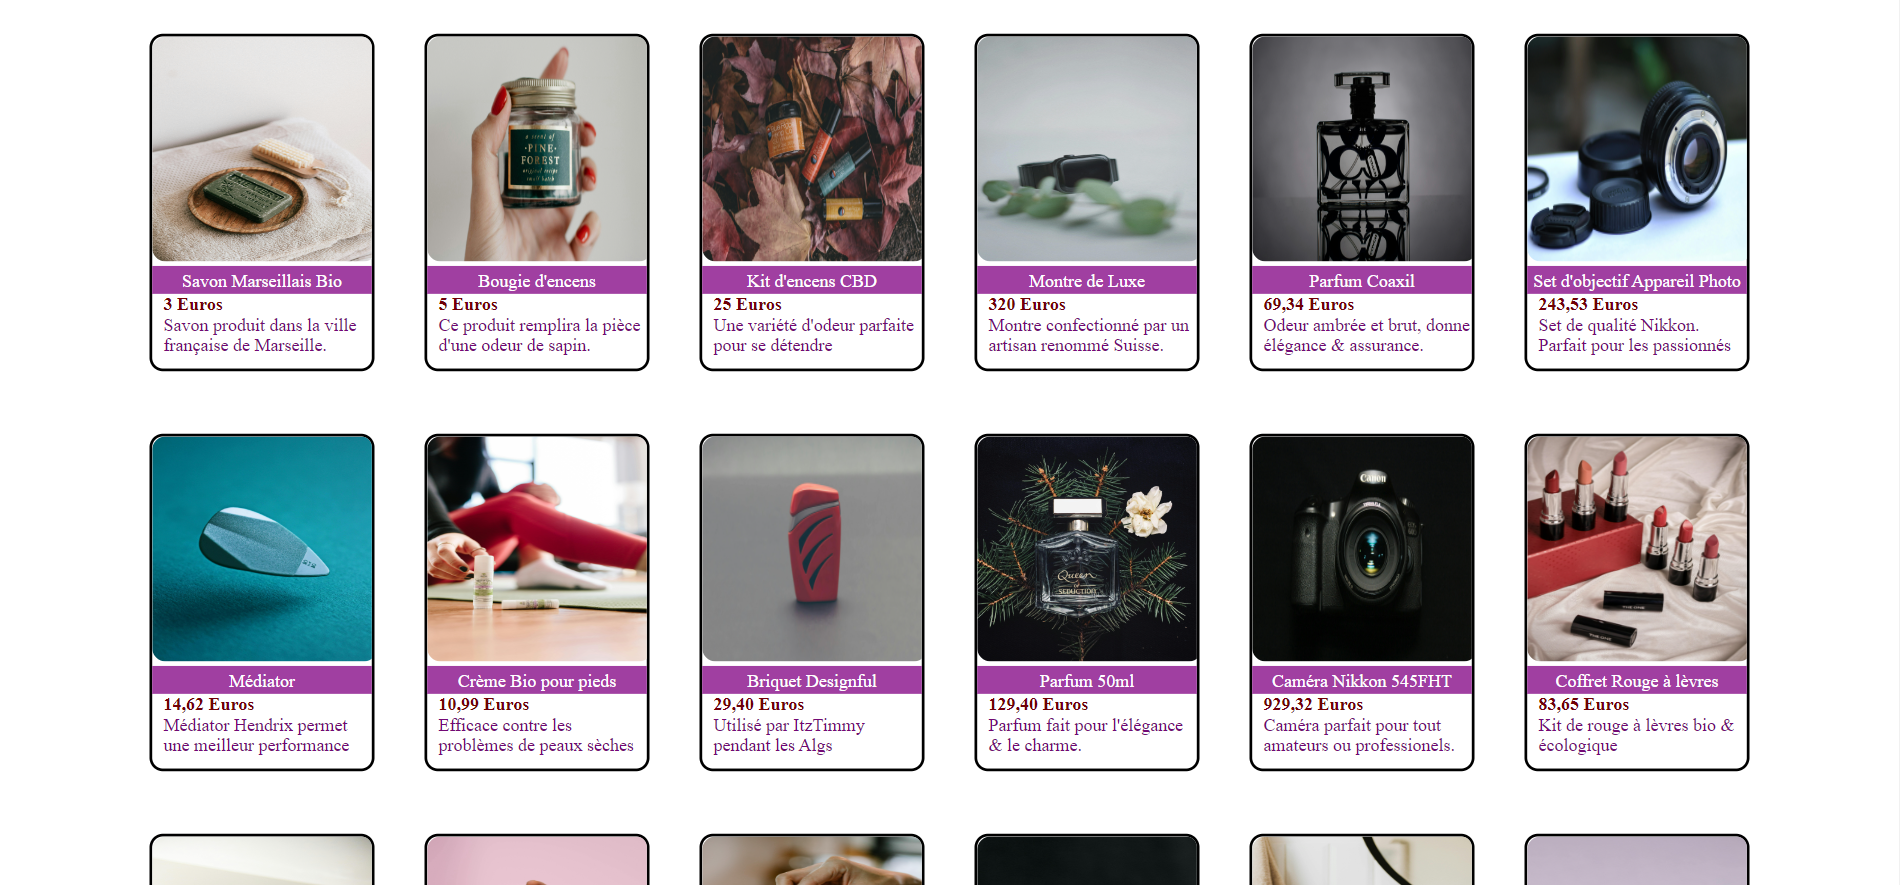 a scent of
·PINE·
FOREST
original recipe
small batch
Savon Marseillais Bio
3 Euros
Savon produit dans la ville
française de Marseille.
Bougie d'encens
5 Euros
Ce produit remplira la pièce
d'une odeur de sapin.
Kit d'encens CBD
25 Euros
Une variété d'odeur parfaite
pour se détendre
Montre de Luxe
320 Euros
Montre confectionné par un
artisan renommé Suisse.
Parfum Coaxil
69,34 Euros
Odeur ambrée et brut, donne
élégance & assurance.
Set d'objectif Appareil Photo
243,53 Euros
Set de qualité Nikkon.
Parfait pour les passionnés
Queen
OF
SEDUCTION
Canon
Médiator
14,62 Euros
Médiator Hendrix permet
une meilleur performance
Crème Bio pour pieds
10,99 Euros
Efficace contre les
problèmes de peaux sèches
Briquet Designful
29,40 Euros
Utilisé par ItzTimmy
pendant les Algs
Parfum 50ml
129,40 Euros
Parfum fait pour l'élégance
& le charme.
Caméra Nikkon 545FHT
929,32 Euros
Caméra parfait pour tout
amateurs ou professionels.
Coffret Rouge à lèvres
83,65 Euros
Kit de rouge à lèvres bio &
écologique